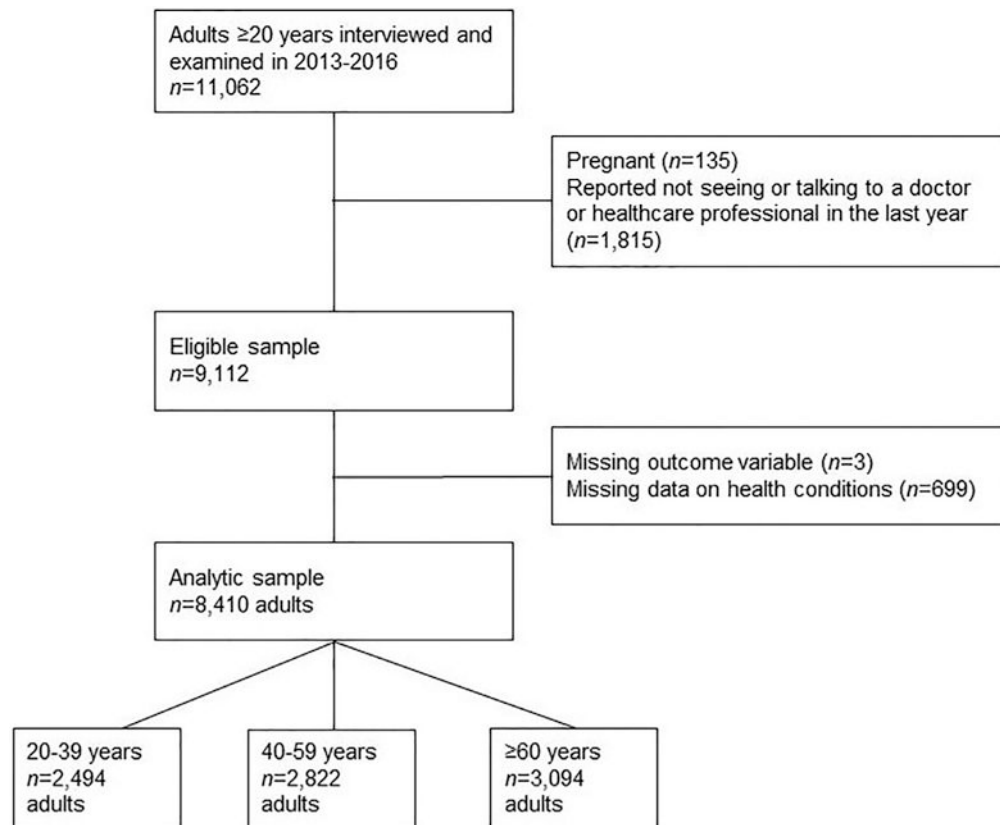 Adults ≥20 years interviewed and
examined in 2013-2016
n=11,062
Pregnant (n=135)
Reported not seeing or talking to a doctor
or healthcare professional in the last year
(n=1,815)
Eligible sample
n=9,112
Missing outcome variable (n=3)
Missing data on health conditions (n=699)
Analytic sample
n=8,410 adults
20-39 years
n=2,494
adults
40-59 years
n=2,822
adults
≥60 years
n=3,094
adults